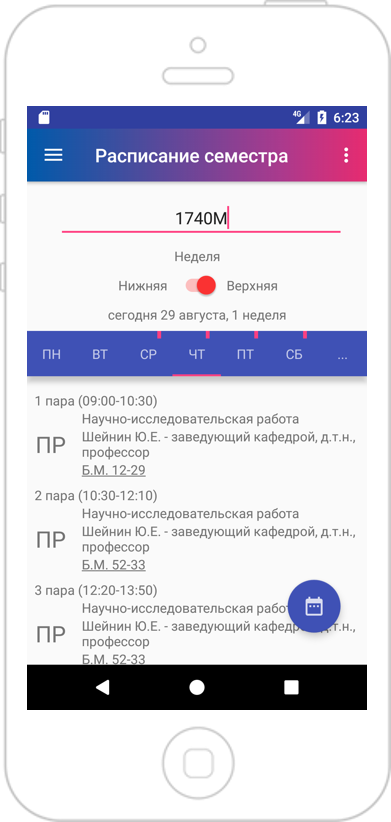 4G 6:23
Расписание семестра
1740М
Неделя
Нижняя Верхняя
сегодня 29 августа, 1 неделя
ПН ВТ СР ЧТ ПТ СБ ...
1 пара (09:00-10:30)
Научно-исследовательская работа
ПР Шейнин Ю.Е. - заведующий кафедрой, д.т.н.,
профессор
Б.М. 12-29
2 пара (10:30-12:10)
Научно-исследовательская работа
ПР Шейнин Ю.Е. - заведующий кафедрой, д.т.н.,
профессор
Б.М. 52-33
3 пара (12:20-13:50)
Научно-исследовательская работ
ПР Шейнин Ю.Е. - заведующий кафедр д.т.н.,
профессор
Б.М. 52-33